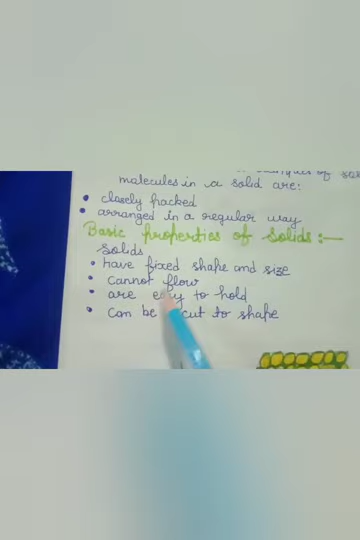 of
molecules in a solid are:
• closely packed
• arranged in a regular way
Basic properties of Solids:—
Solids
• Have fixed shape and size
• cannot flow
• are easy to hold
• can be cut to shape